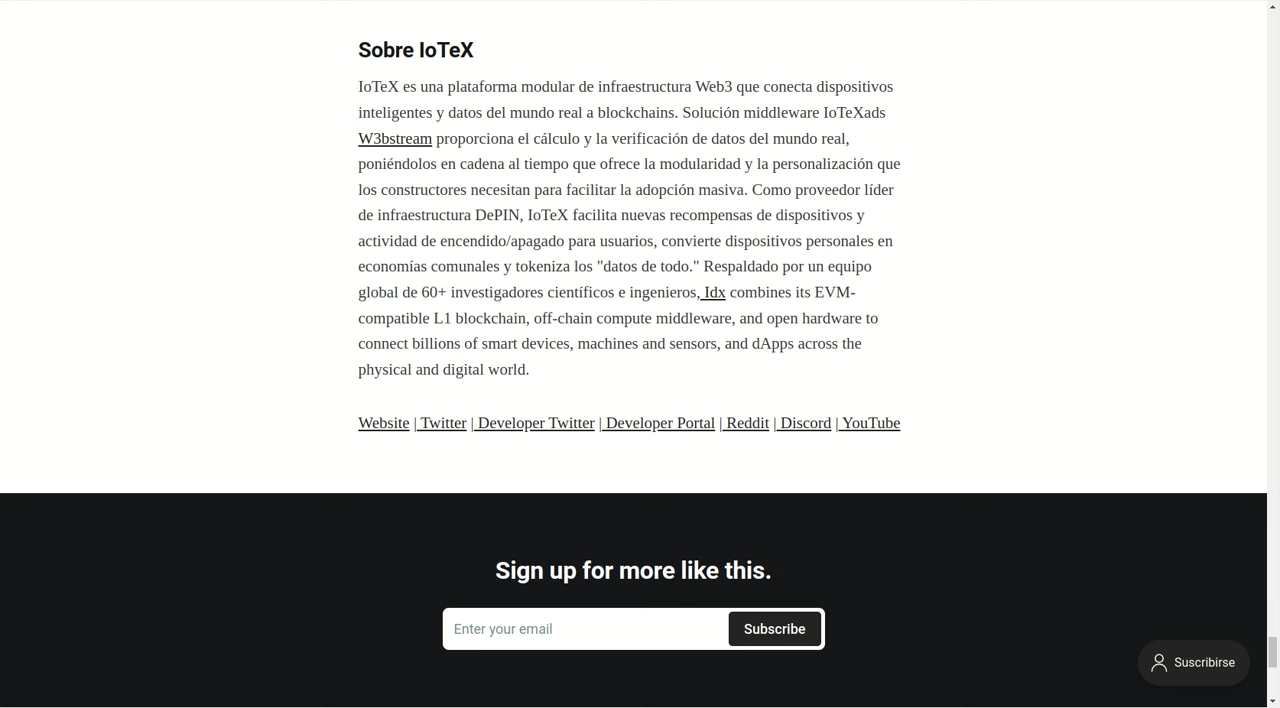 Sobre IoTeX
IoTeX es una plataforma modular de infraestructura Web3 que conecta dispositivos
inteligentes y datos del mundo real a blockchains. Solución middleware IoTeXads
W3bstream proporciona el cálculo y la verificación de datos del mundo real,
poniéndolos en cadena al tiempo que ofrece la modularidad y la personalización que
los constructores necesitan para facilitar la adopción masiva. Como proveedor líder
de infraestructura DePIN, IoTeX facilita nuevas recompensas de dispositivos y
actividad de encendido/apagado para usuarios, convierte dispositivos personales en
economías comunales y tokeniza los "datos de todo." Respaldado por un equipo
global de 60+ investigadores científicos e ingenieros, Idx combines its EVM-
compatible L1 blockchain, off-chain compute middleware, and open hardware to
connect billions of smart devices, machines and sensors, and dApps across the
physical and digital world.
Website | Twitter | Developer Twitter | Developer Portal | Reddit | Discord | YouTube
Sign up for more like this.
Enter your email
Subscribe
Suscribirse